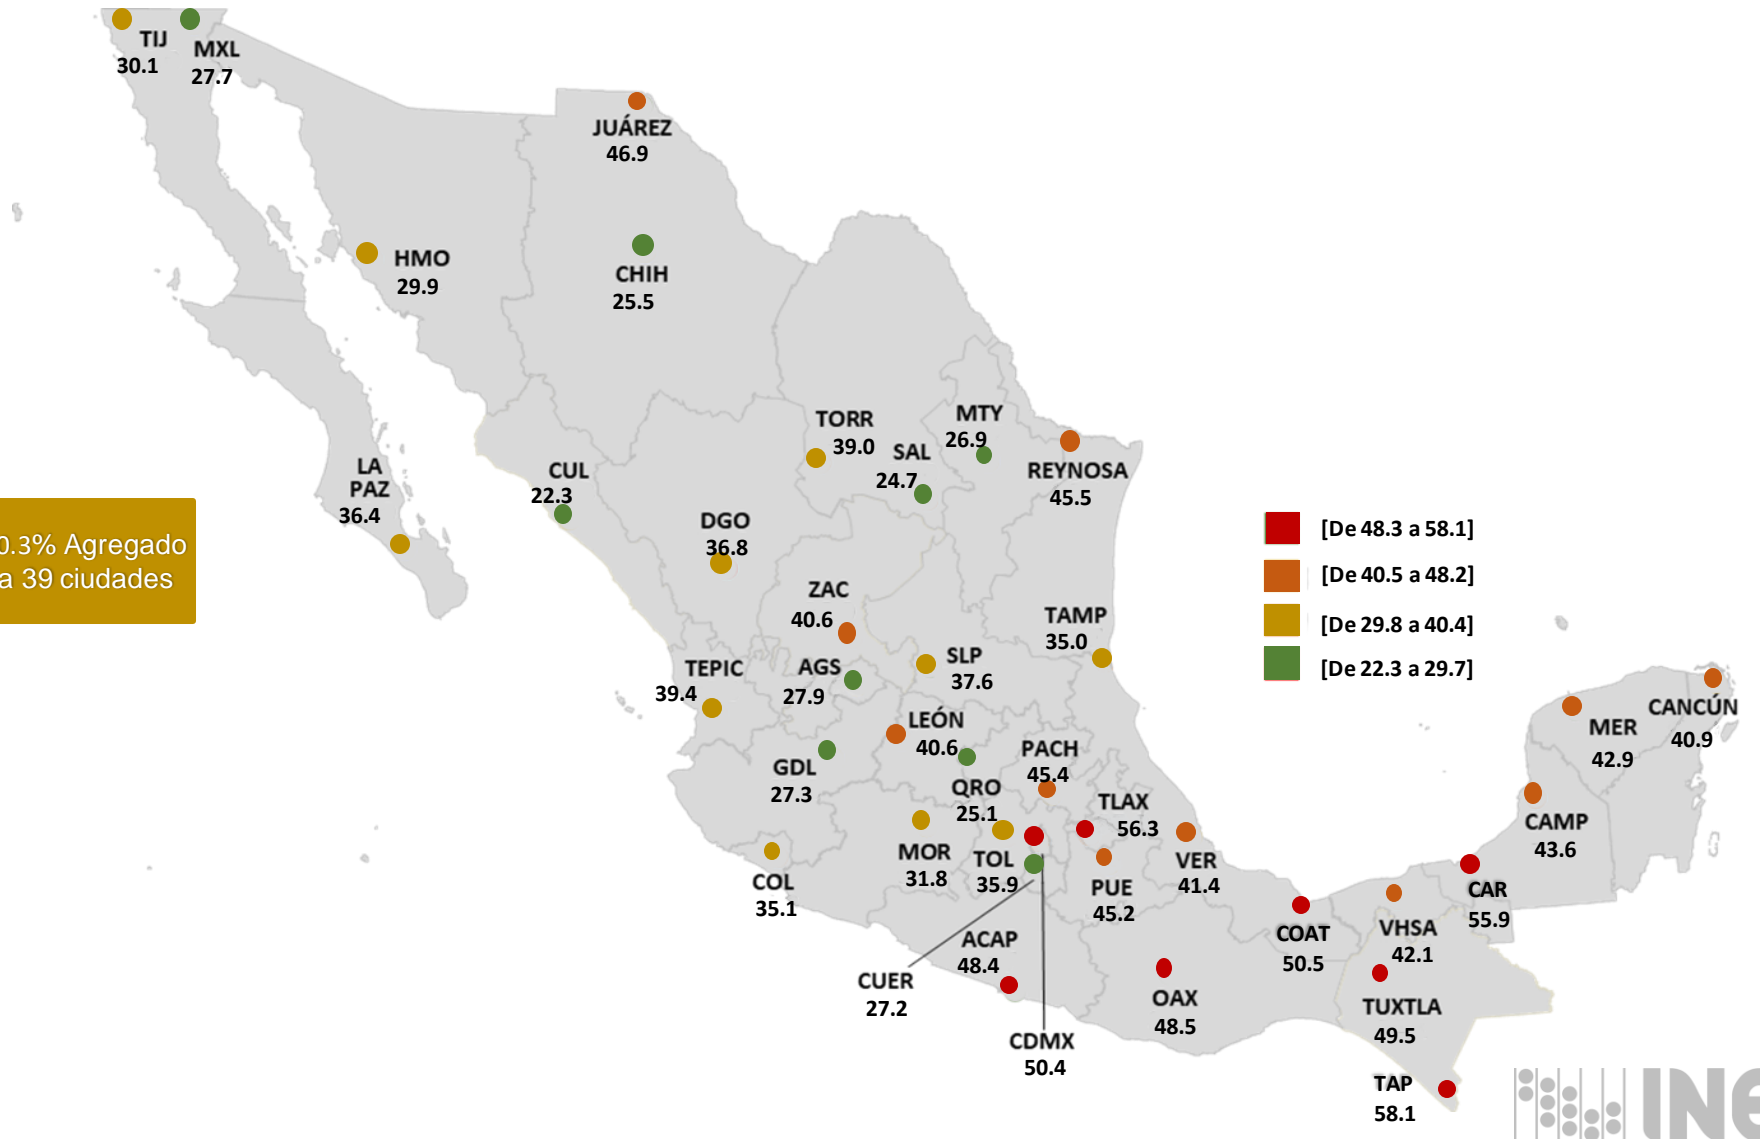 TIJ
30.1
MXL
27.7
JUÁREZ
46.9
HMO
29.9
CHIH
25.5
TORR
39.0
MTY
26.9
SAL
24.7
REYNOSA
45.5
LA
PAZ
36.4
CUL
22.3
DGO
36.8
0.3% Agregado
a 39 ciudades
[De 48.3 a 58.1]
[De 40.5 a 48.2]
[De 29.8 a 40.4]
[De 22.3 a 29.7]
ZAC
40.6
TAMP
35.0
TEPIC
39.4
AGS
27.9
SLP
37.6
LEÓN
40.6
PACH
45.4
GDL
27.3
QRO
25.1
TLAX
56.3
MER
42.9
CANCÚN
40.9
CAMP
43.6
COL
35.1
MOR
31.8
TOL
35.9
PUE
45.2
VER
41.4
CAR
55.9
COAT
50.5
VHSA
42.1
ACAP
48.4
CUER
27.2
CDMX
50.4
OAX
48.5
TUXTLA
49.5
TAP
58.1
INE